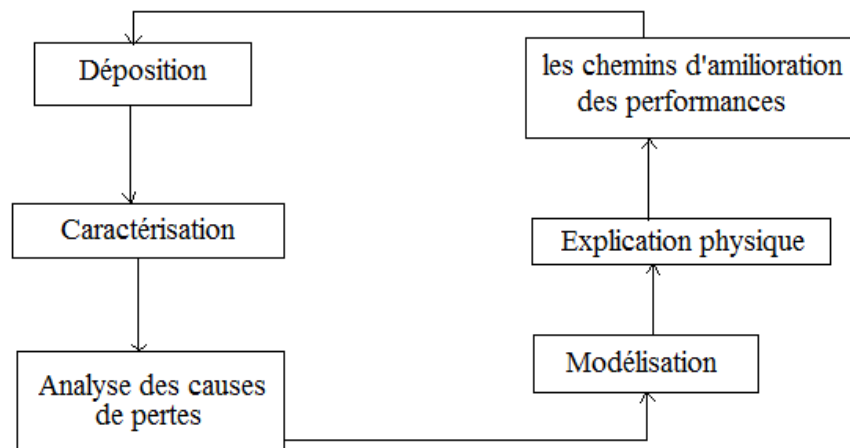 Déposition
Caractérisation
Analyse des causes
de pertes
Modélisation
Explication physique
les chemins d'amilioration
des performances